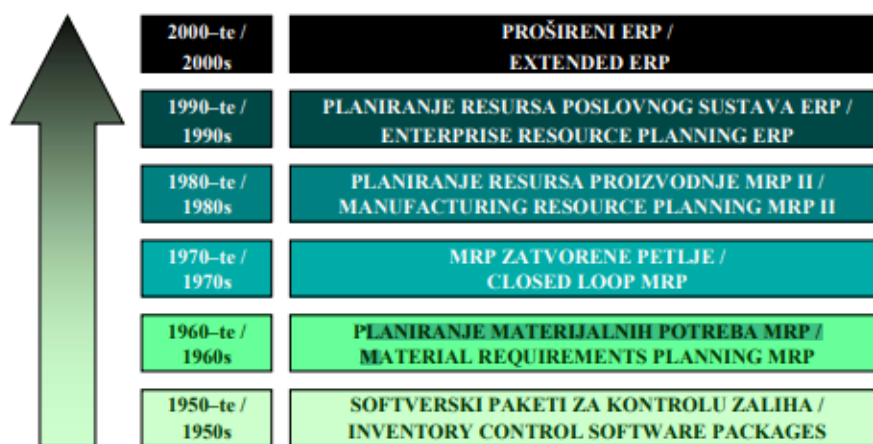 2000–te /
2000s
PROŠIRENI ERP /
EXTENDED ERP
1990–te /
1990s
PLANIRANJE RESURSA POSLOVNOG SUSTAVA ERP /
ENTERPRISE RESOURCE PLANNING ERP
1980–te /
1980s
PLANIRANJE RESURSA PROIZVODNJE MRP II /
MANUFACTURING RESOURCE PLANNING MRP II
1970–te /
1970s
MRP ZATVORENE PETLJE /
CLOSED LOOP MRP
1960–te /
1960s
PLANIRANJE MATERIJALNIH POTREBA MRP /
MATERIAL REQUIREMENTS PLANNING MRP
1950–te /
1950s
SOFTVERSKI PAKETI ZA KONTROLU ZALIHA /
INVENTORY CONTROL SOFTWARE PACKAGES